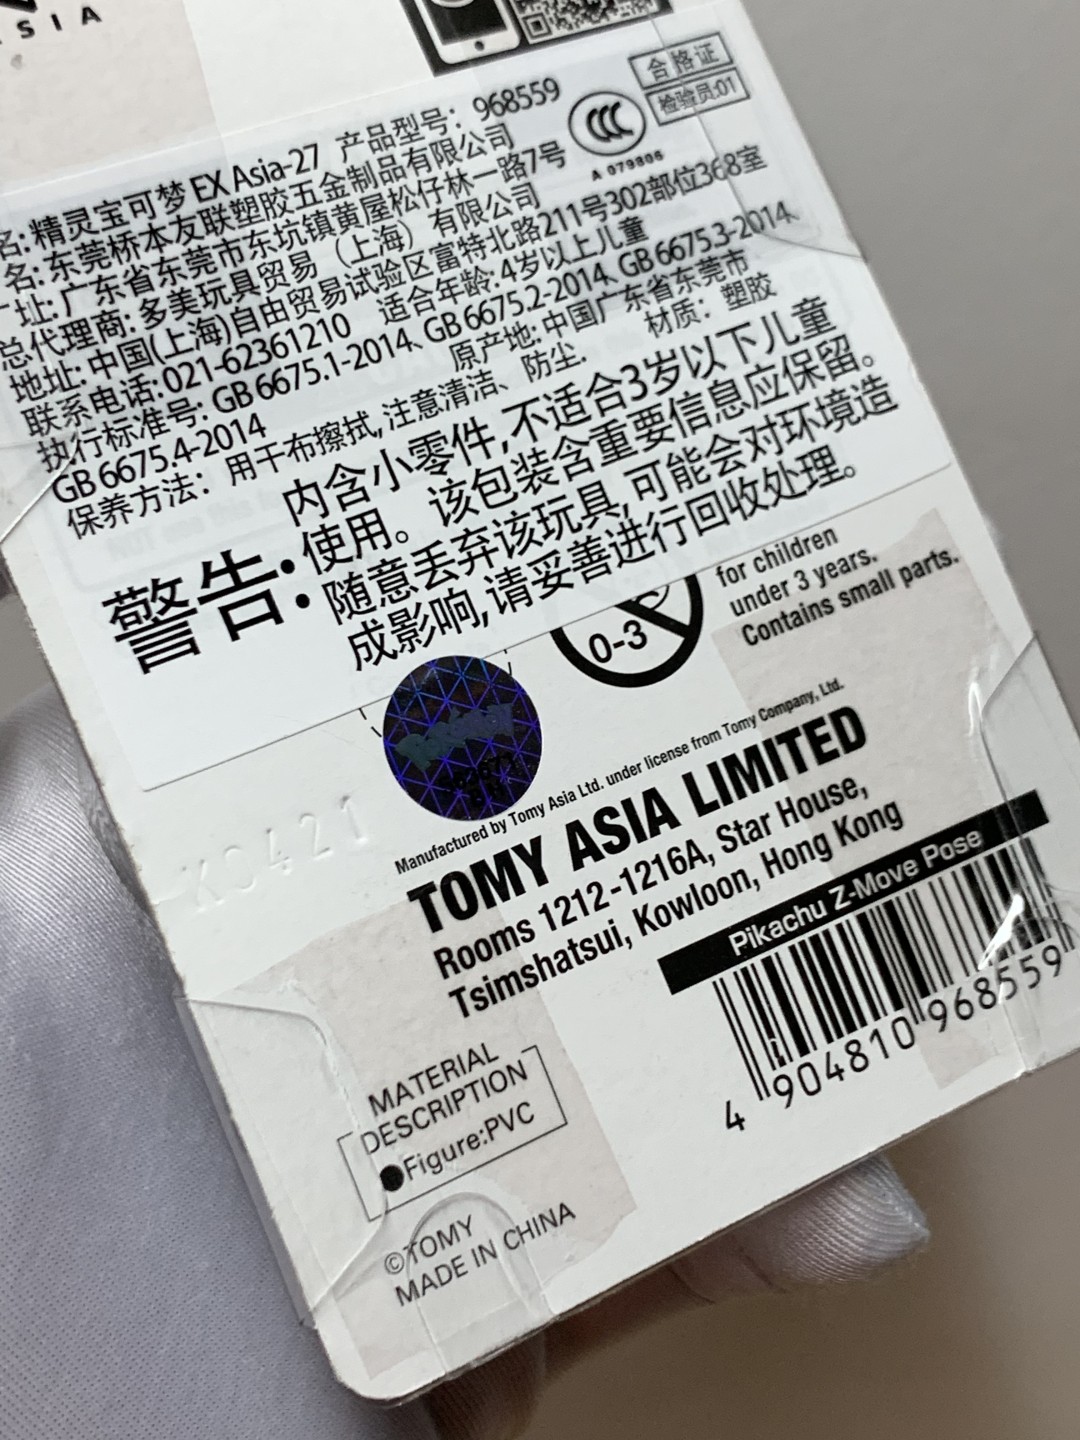 ASIA
合格证
检验员:01
A 079806
名: 精灵宝可梦 EX Asia-27 产品型号: 968559
名: 东莞桥本友联塑胶五金制品有限公司
址: 广东省东莞市东坑镇黄屋松仔林一路7号
总代理商: 多美玩具贸易（上海）有限公司
地址: 中国(上海)自由贸易试验区富特北路211号302部位368室
联系电话: 021-62361210 适合年龄: 4岁以上儿童
执行标准号: GB 6675.1-2014、GB 6675.2-2014、GB 6675.3-2014、
GB 6675.4-2014 原产地: 中国广东省东莞市
保养方法: 用干布擦拭, 注意清洁、防尘. 材质: 塑胶
警告:
内含小零件, 不适合3岁以下儿童
使用。该包装含重要信息应保留。
随意丢弃该玩具, 可能会对环境造
成影响, 请妥善进行回收处理。
0-3
for children
under 3 years.
Contains small parts.
K0421
Manufactured by Tomy Asia Ltd. under license from Tomy Company, Ltd.
TOMY ASIA LIMITED
Rooms 1212-1216A, Star House,
Tsimshatsui, Kowloon, Hong Kong
Pikachu Z-Move Pose
4 904810 968559
MATERIAL
DESCRIPTION
●Figure:PVC
©TOMY
MADE IN CHINA